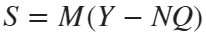 S = M(Y − NQ)